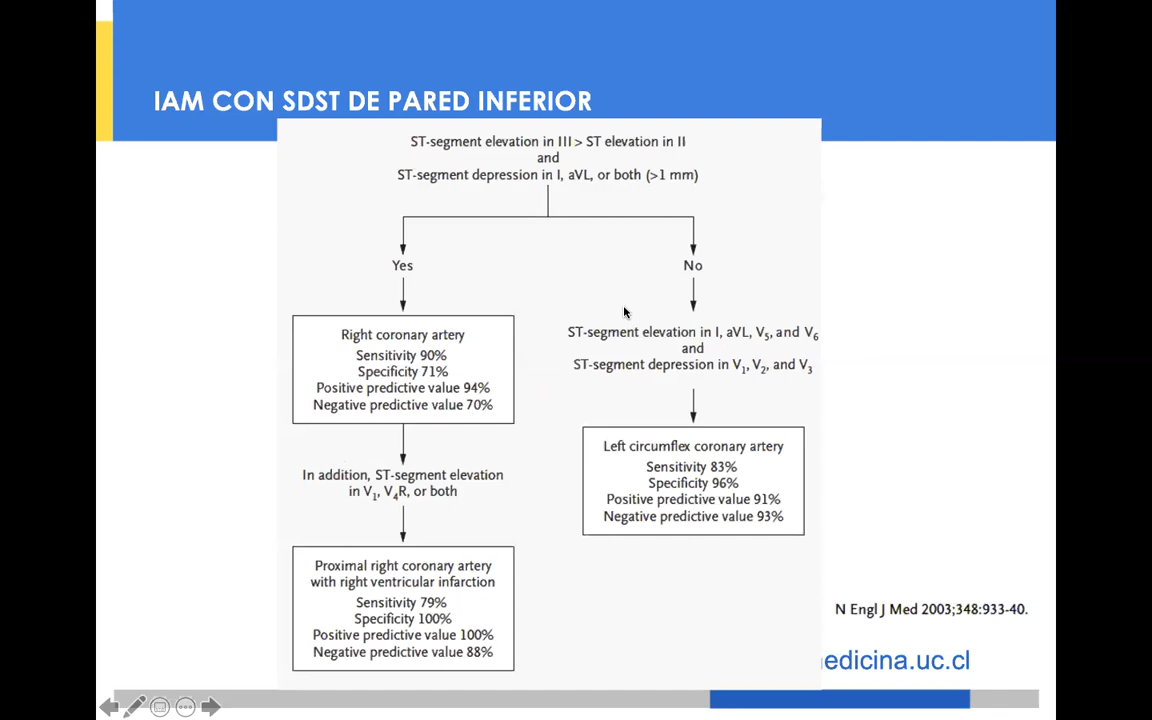 IAM CON SDST DE PARED INFERIOR
ST-segment elevation in III > ST elevation in II
and
ST-segment depression in I, aVL, or both (>1 mm)
Yes
No
Right coronary artery
Sensitivity 90%
Specificity 71%
Positive predictive value 94%
Negative predictive value 70%
ST-segment elevation in I, aVL, V5, and V6
and
ST-segment depression in V1, V2, and V3
Left circumflex coronary artery
Sensitivity 83%
Specificity 96%
Positive predictive value 91%
Negative predictive value 93%
In addition, ST-segment elevation
in V1, V4R, or both
Proximal right coronary artery
with right ventricular infarction
Sensitivity 79%
Specificity 100%
Positive predictive value 100%
Negative predictive value 88%
N Engl J Med 2003;348:933-40.
edicina.uc.cl